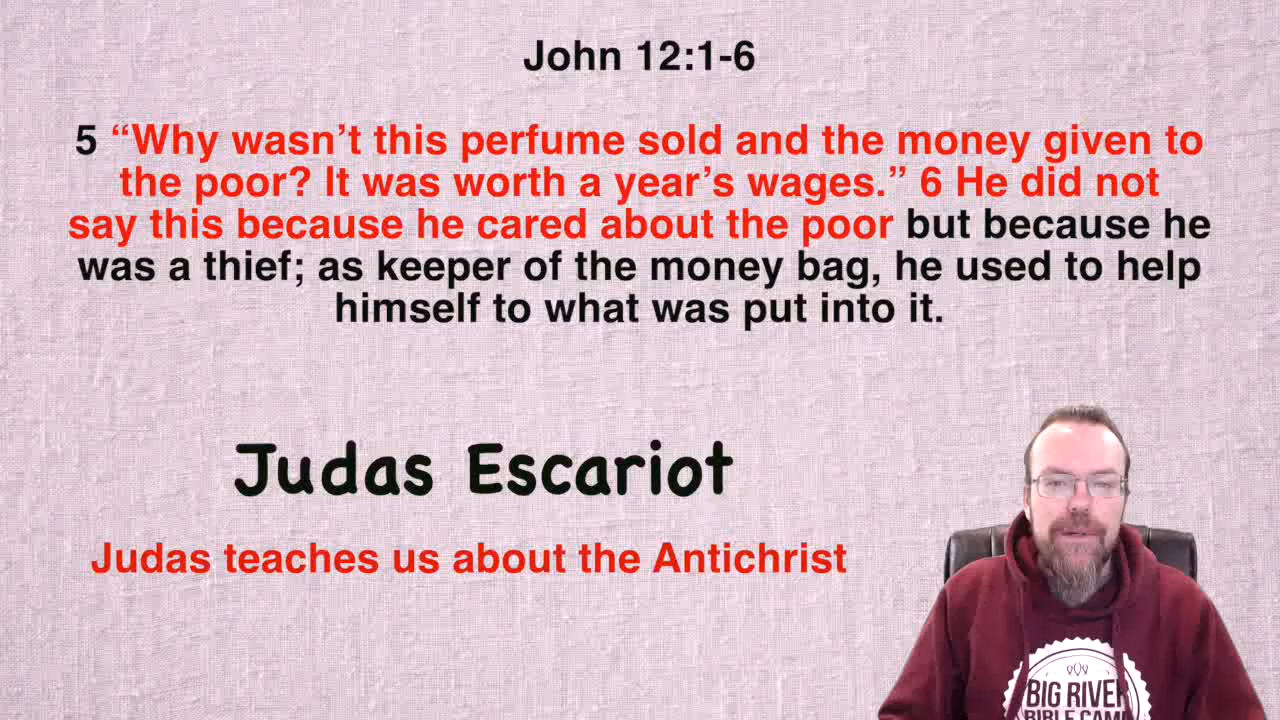 John 12:1-6
5 “Why wasn’t this perfume sold and the money given to
the poor? It was worth a year’s wages.” 6 He did not
say this because he cared about the poor but because he
was a thief; as keeper of the money bag, he used to help
himself to what was put into it.
Judas Escariot
Judas teaches us about the Antichrist
BIG RIVER
BIBLE CAMP